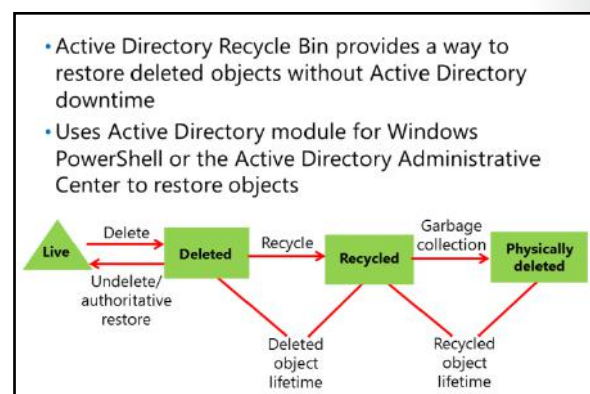 • Active Directory Recycle Bin provides a way to
restore deleted objects without Active Directory
downtime
• Uses Active Directory module for Windows
PowerShell or the Active Directory Administrative
Center to restore objects
Live
Delete
Undelete/
authoritative
restore
Deleted
Recycle
Recycled
Garbage
collection
Physically
deleted
Deleted
object
lifetime
Recycled
object
lifetime